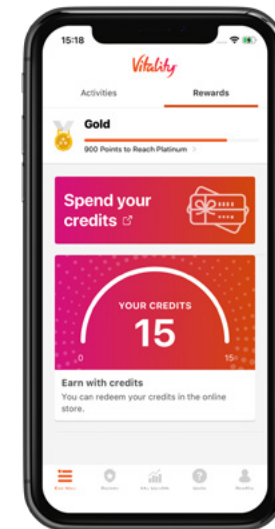 15:18
Vitality
Activities
Rewards
Gold
900 Points to Reach Platinum
Spend your
credits
YOUR CREDITS
15
0
15
Earn with credits
You can redeem your credits in the online
store.